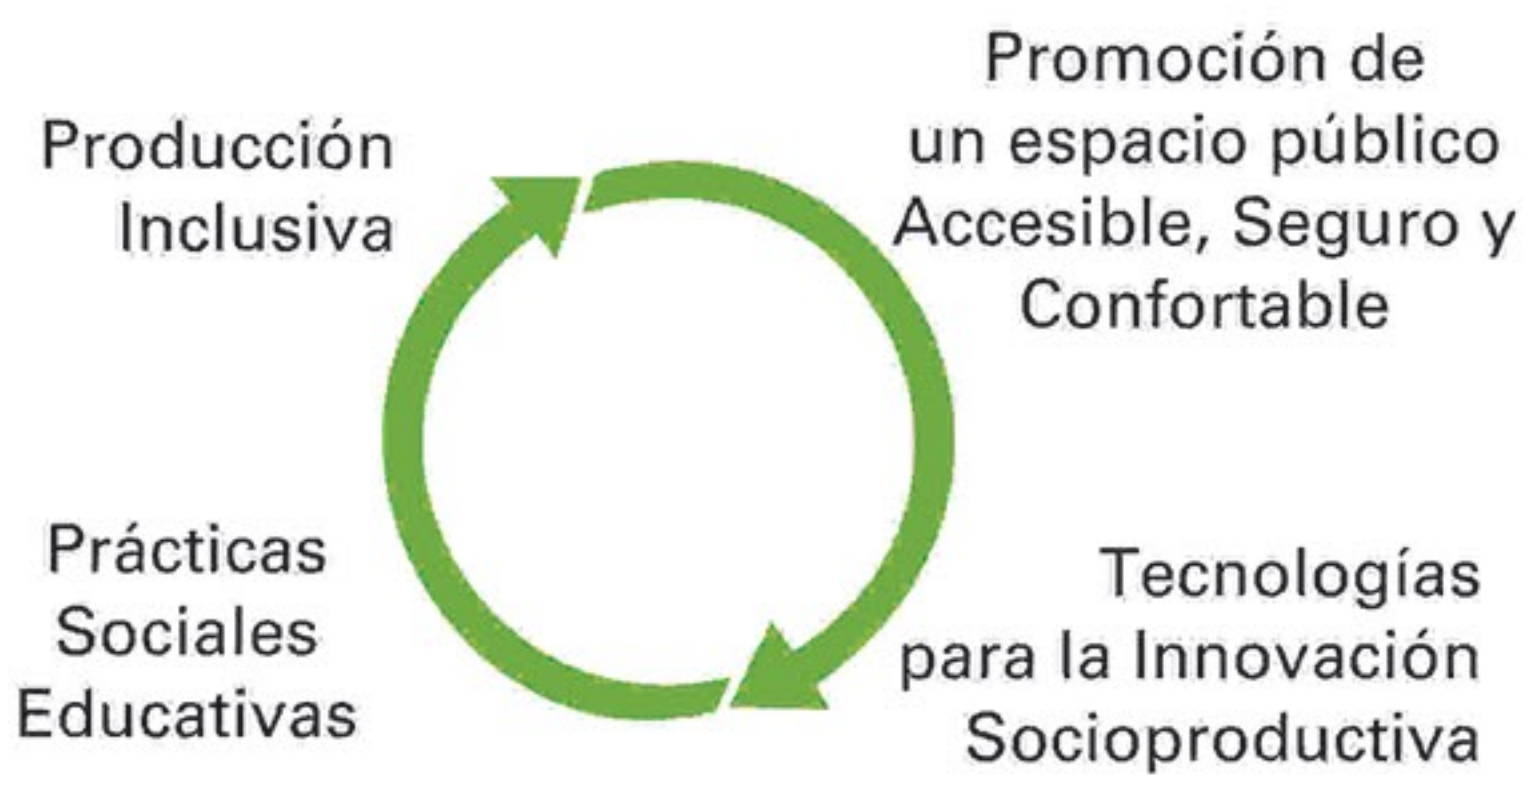 Producción
Inclusiva
Promoción de
un espacio público
Accesible, Seguro y
Confortable
Prácticas
Sociales
Educativas
Tecnologías
para la Innovación
Socioproductiva